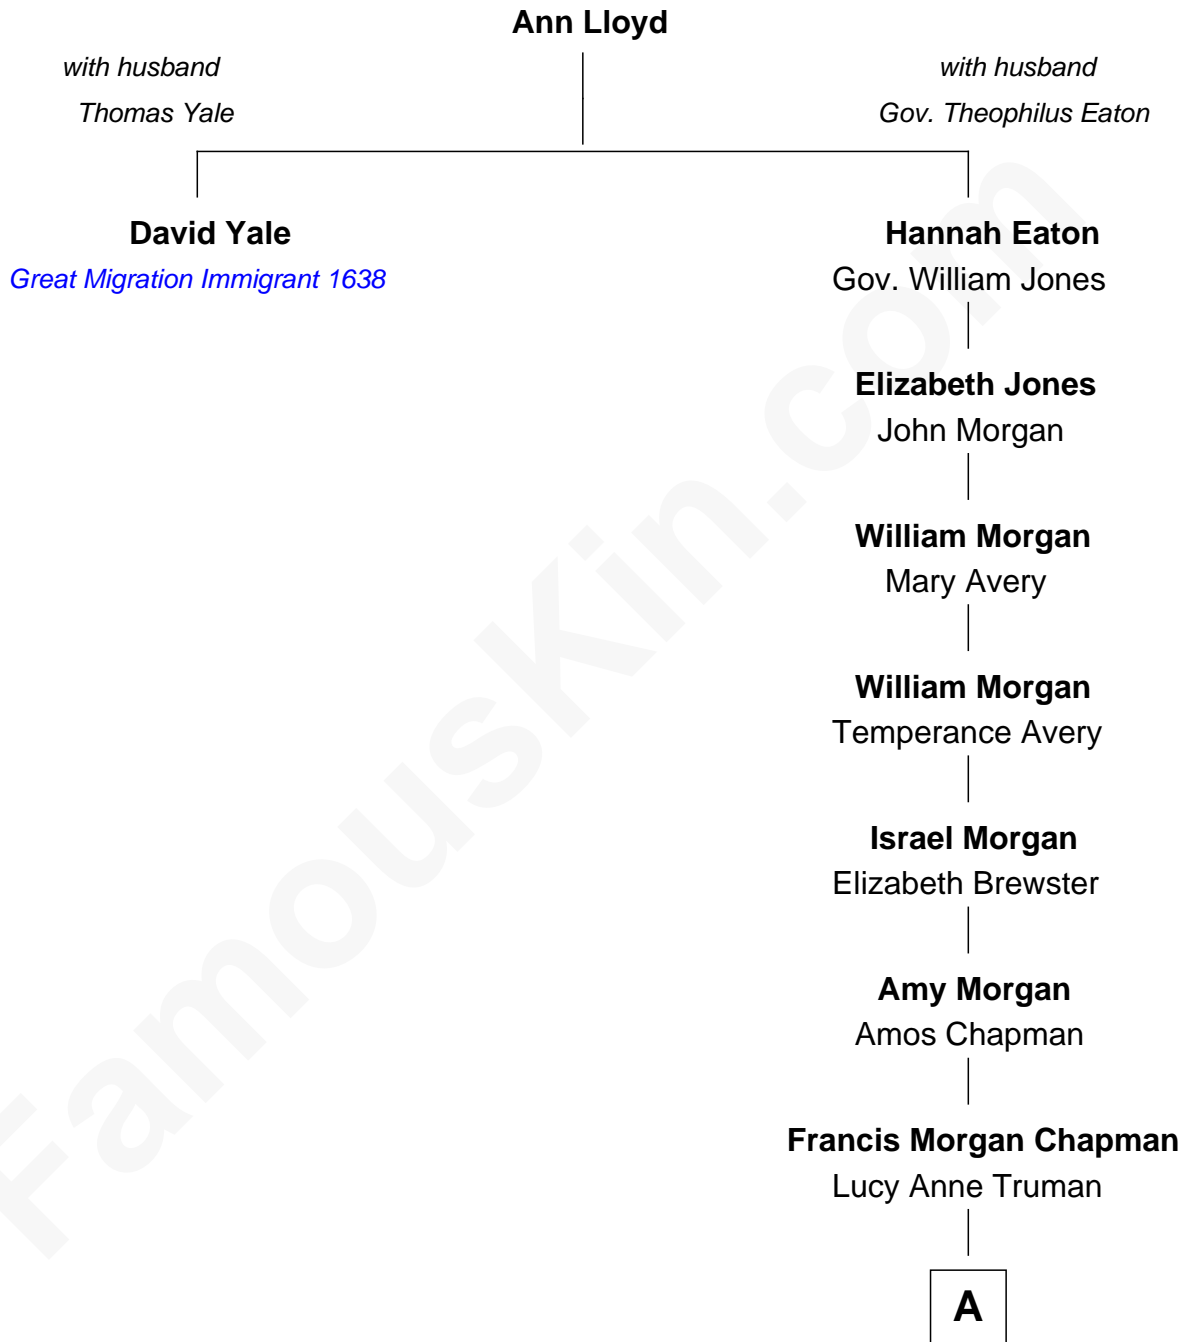 Ann Lloyd
with husband
Thomas Yale
with husband
Gov. Theophilus Eaton
David Yale
Great Migration Immigrant 1638
Hannah Eaton
Gov. William Jones
Elizabeth Jones
John Morgan
William Morgan
Mary Avery
William Morgan
Temperance Avery
Israel Morgan
Elizabeth Brewster
Amy Morgan
Amos Chapman
Francis Morgan Chapman
Lucy Anne Truman
A
FamousKin.com